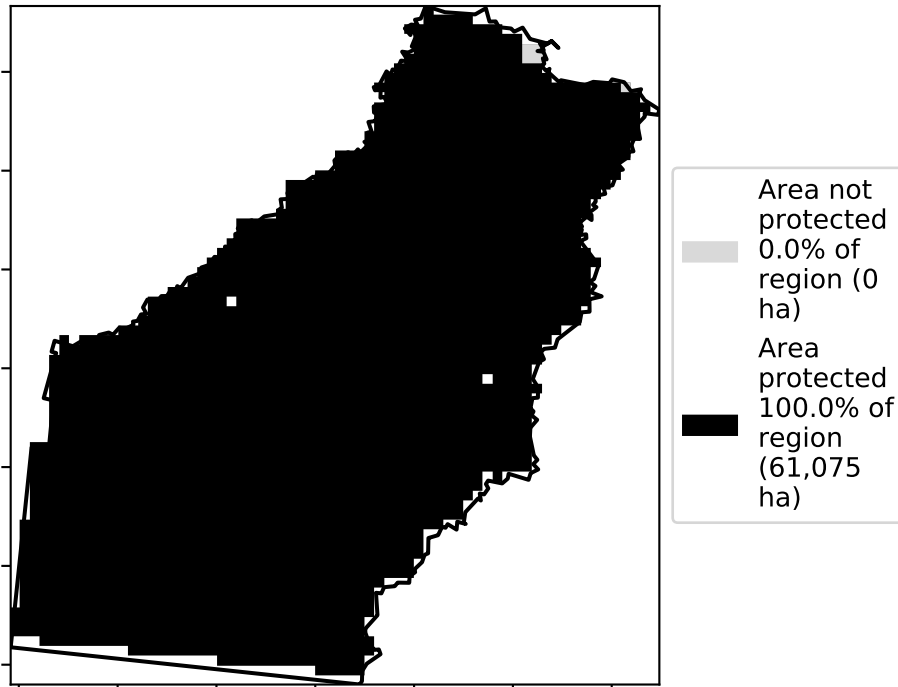 Area not
protected
0.0% of
region (0
ha)
Area
protected
100.0% of
region
(61,075
ha)